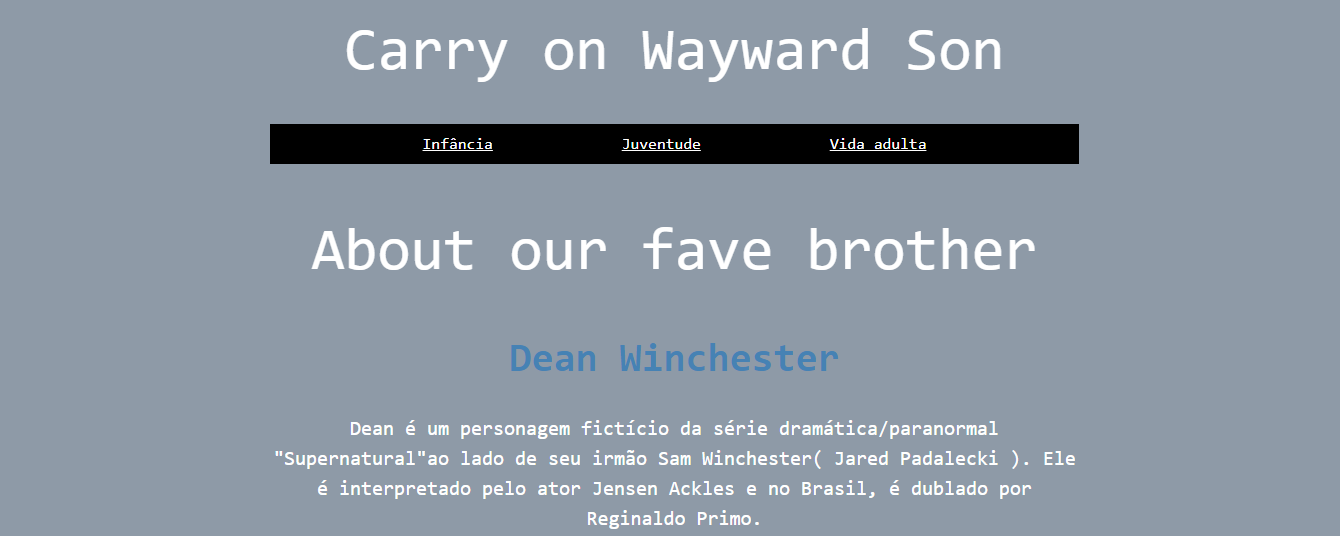 Carry on Wayward Son
Infância Juventude Vida adulta
About our fave brother
Dean Winchester
Dean é um personagem fictício da série dramática/paranormal
"Supernatural"ao lado de seu irmão Sam Winchester( Jared Padalecki ). Ele
é interpretado pelo ator Jensen Ackles e no Brasil, é dublado por
Reginaldo Primo.